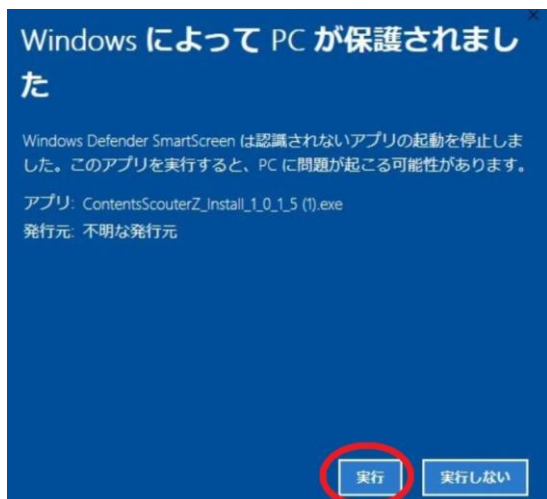 Windows によって PC が保護されまし
た
Windows Defender SmartScreen は認識されないアプリの起動を停止しま
した。このアプリを実行すると、PC に問題が起こる可能性があります。
アプリ: ContentsScouterZ_Install_1_0_1_5 (1).exe
発行元: 不明な発行元
実行 実行しない